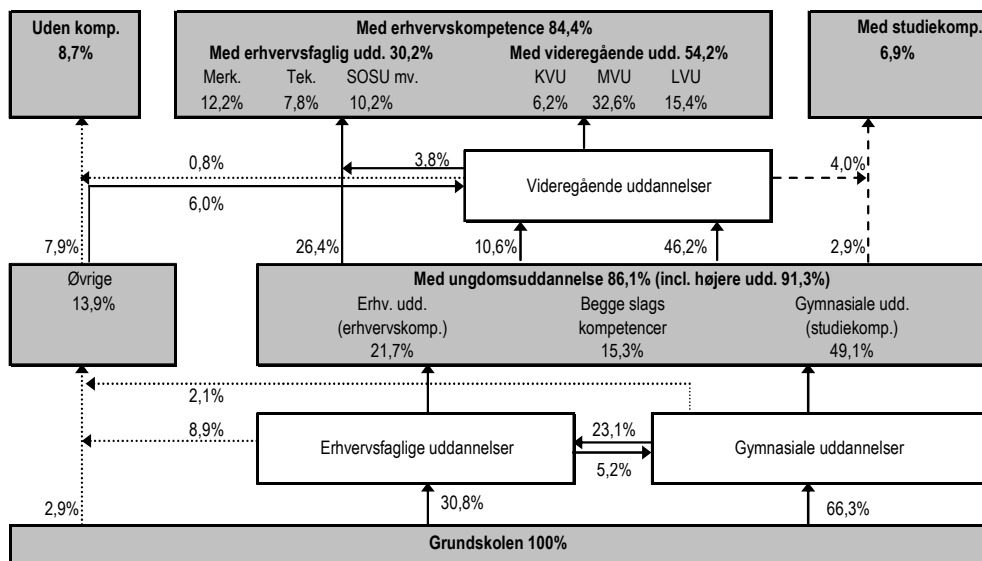 Uden komp.
8,7%
Med erhvervskompetence 84,4%
Med erhvervsfaglig udd. 30,2% Med videregående udd. 54,2%
Merk. Tek. SOSU mv. KVU MVU LVU
12,2% 7,8% 10,2% 6,2% 32,6% 15,4%
Med studiekomp.
6,9%
0,8% 3,8% 4,0%
Videregående uddannelser
6,0%
7,9% 26,4% 10,6% 46,2% 2,9%
Øvrige
13,9%
Med ungdomsuddannelse 86,1% (incl. højere udd. 91,3%)
Erhv. udd. Begge slags Gymnasiale udd.
(erhvervskomp.) kompetencer (studiekomp.)
21,7% 15,3% 49,1%
2,1%
8,9% 23,1%
Erhvervsfaglige uddannelser Gymnasiale uddannelser
5,2%
2,9% 30,8% 66,3%
Grundskolen 100%